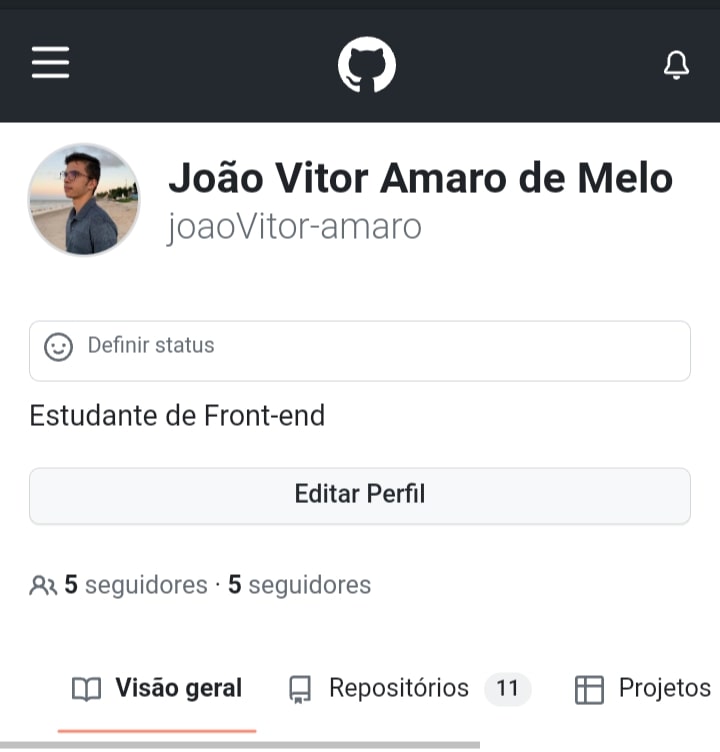 João Vitor Amaro de Melo
joaoVitor-amaro
Definir status
Estudante de Front-end
Editar Perfil
5 seguidores · 5 seguidores
Visão geral Repositórios 11 Projetos